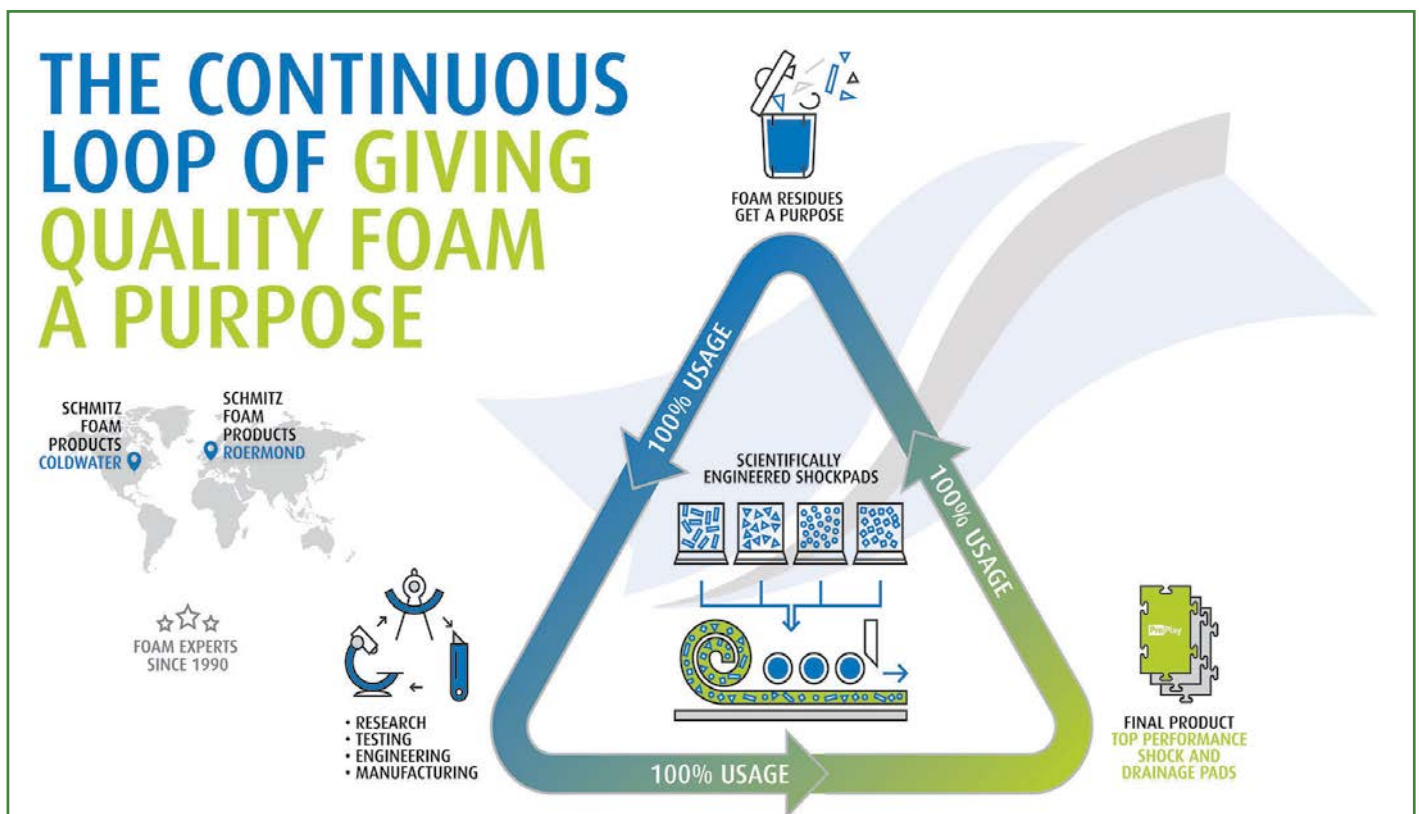 THE CONTINUOUS
LOOP OF GIVING
QUALITY FOAM
A PURPOSE
FOAM RESIDUES
GET A PURPOSE
SCHMITZ
FOAM
PRODUCTS
COLDWATER
SCHMITZ
FOAM
PRODUCTS
ROERMOND
FOAM EXPERTS
SINCE 1990
100% USAGE
SCIENTIFICALLY
ENGINEERED SHOCKPADS
100% USAGE
• RESEARCH
• TESTING
• ENGINEERING
• MANUFACTURING
100% USAGE
ProPlay
FINAL PRODUCT
TOP PERFORMANCE
SHOCK AND
DRAINAGE PADS